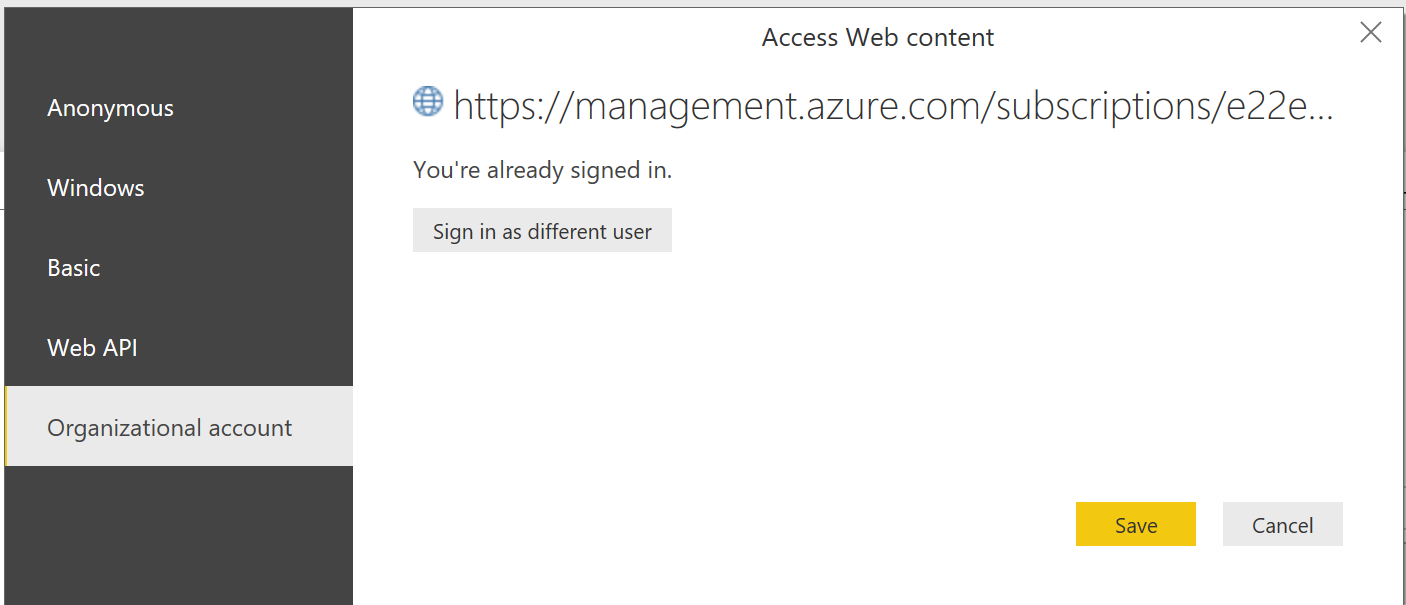 Access Web content
Anonymous
Windows
Basic
Web API
Organizational account
https://management.azure.com/subscriptions/e22e...
You're already signed in.
Sign in as different user
Save
Cancel